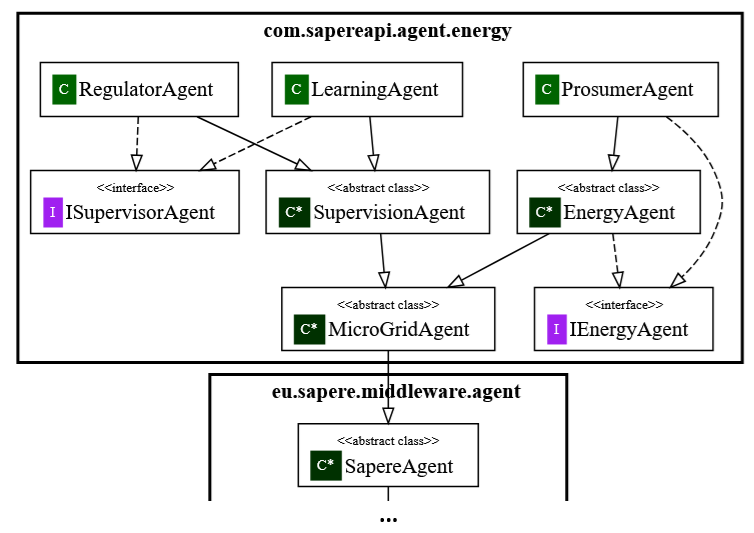 com.sapereapi.agent.energy
C RegulatorAgent
C LearningAgent
C ProsumerAgent
<<interface>>
I ISupervisorAgent
<<abstract class>>
C* SupervisionAgent
<<abstract class>>
C* EnergyAgent
<<abstract class>>
C* MicroGridAgent
<<interface>>
I IEnergyAgent
eu.sapere.middleware.agent
<<abstract class>>
C* SapereAgent
...